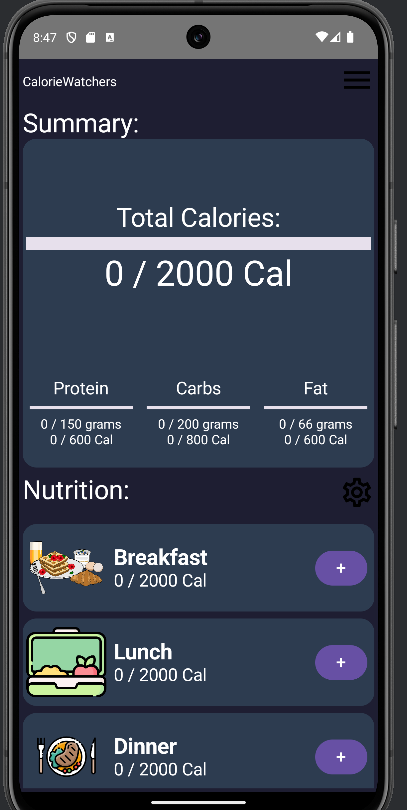 8:47
CalorieWatchers
Summary:
Total Calories:
0 / 2000 Cal
Protein Carbs Fat
0 / 150 grams 0 / 200 grams 0 / 66 grams
0 / 600 Cal 0 / 800 Cal 0 / 600 Cal
Nutrition:
Breakfast
0 / 2000 Cal
+
Lunch
0 / 2000 Cal
+
Dinner
0 / 2000 Cal
+